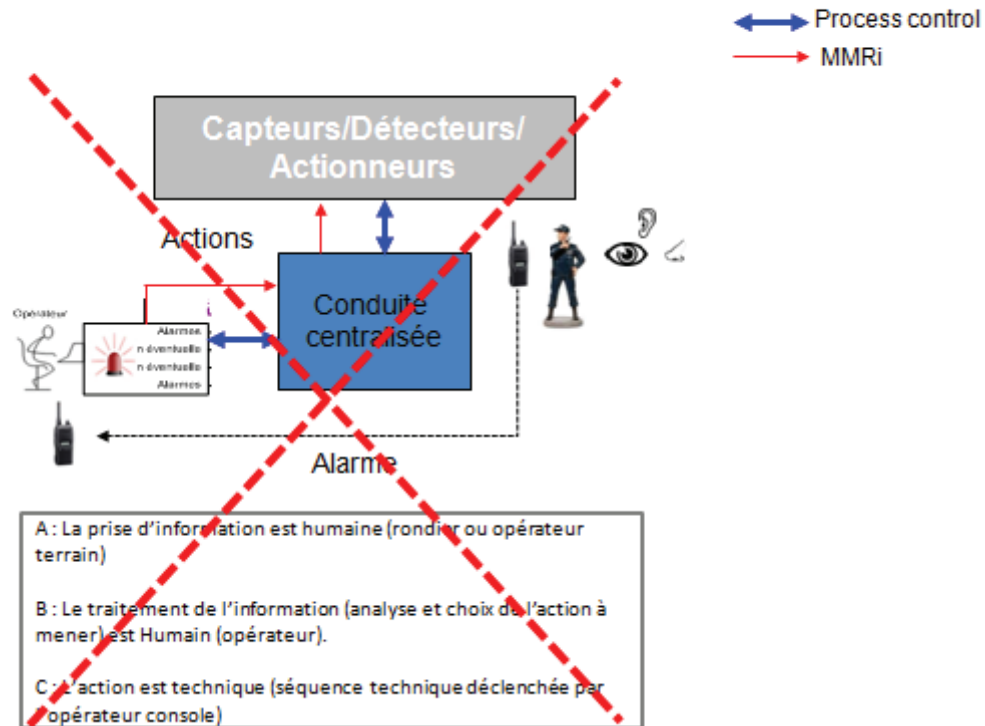 Process control
MMRi
Capteurs/Détecteurs/
Actionneurs
Actions
Conduite
centralisée
Opérateur
Alarmes
n éventuelle
n éventuelle
Alarmes
Alarme
A : La prise d'information est humaine (rondier ou opérateur
terrain)
B : Le traitement de l'information (analyse et choix de l'action à
mener) est Humain (opérateur).
C : L'action est technique (séquence technique déclenchée par
l'opérateur console)